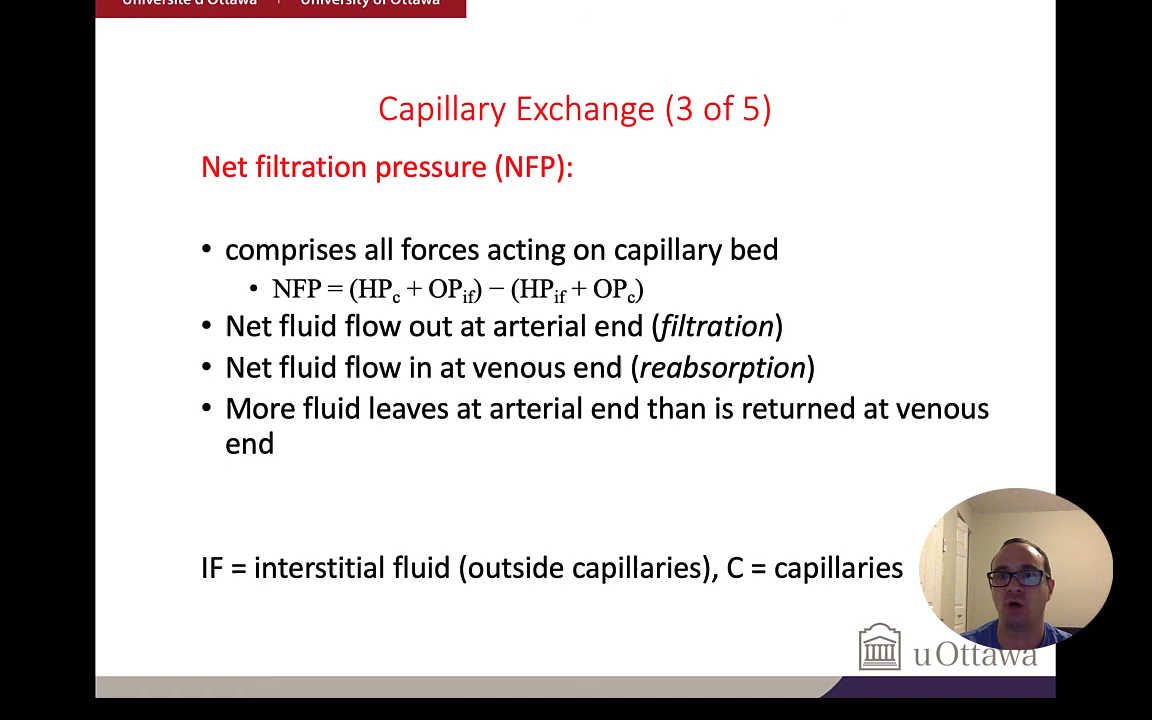 Université d'Ottawa | University of Ottawa
Capillary Exchange (3 of 5)
Net filtration pressure (NFP):
• comprises all forces acting on capillary bed
• NFP = (HPc + OPif) − (HPif + OPc)
• Net fluid flow out at arterial end (filtration)
• Net fluid flow in at venous end (reabsorption)
• More fluid leaves at arterial end than is returned at venous
end
IF = interstitial fluid (outside capillaries), C = capillaries
uOttawa